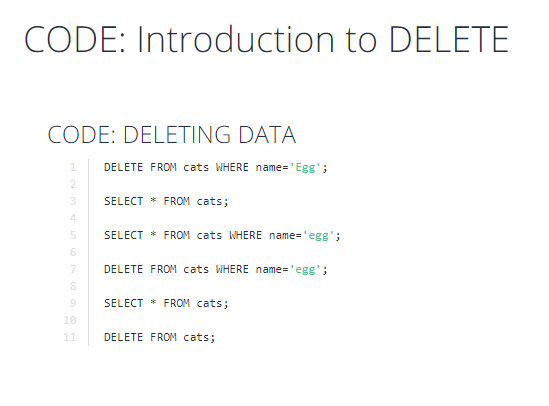 CODE: Introduction to DELETE
CODE: DELETING DATA
1 DELETE FROM cats WHERE name='Egg';
2
3 SELECT * FROM cats;
4
5 SELECT * FROM cats WHERE name='egg';
6
7 DELETE FROM cats WHERE name='egg';
8
9 SELECT * FROM cats;
10
11 DELETE FROM cats;